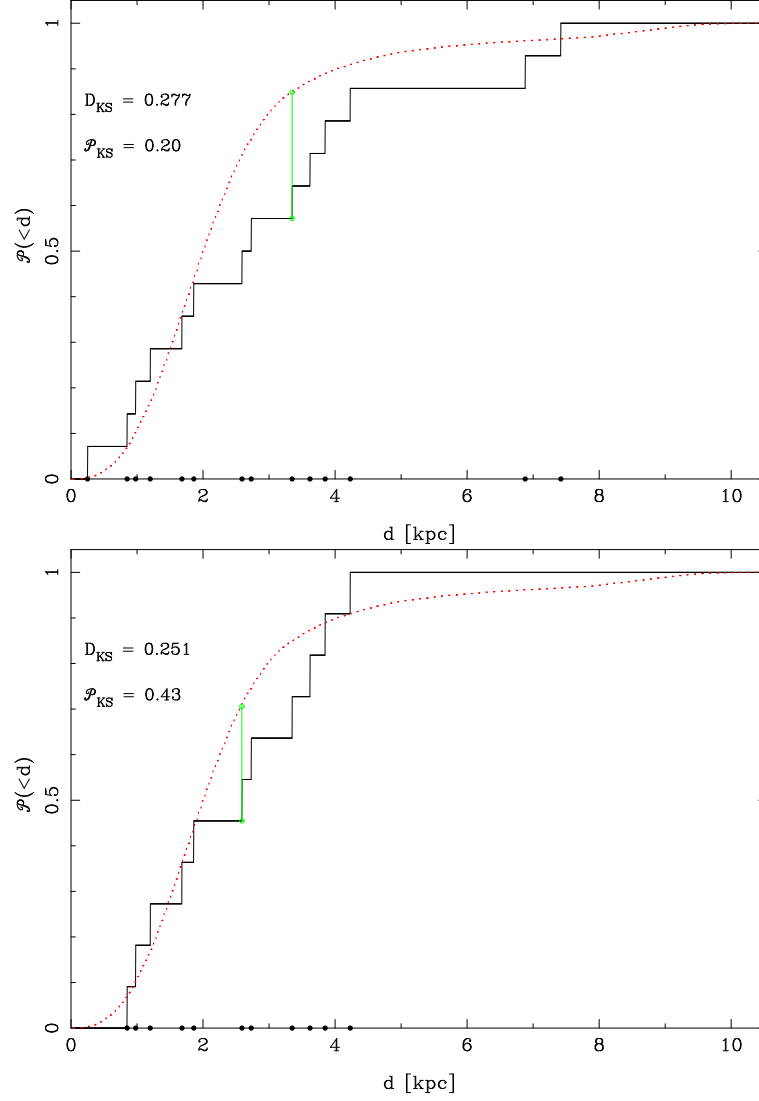 1
D_KS = 0.277
𝒫_KS = 0.20
𝒫(<d)
0.5
0
0 2 4 6 8 10
d [kpc]
1
D_KS = 0.251
𝒫_KS = 0.43
𝒫(<d)
0.5
0
0 2 4 6 8 10
d [kpc]